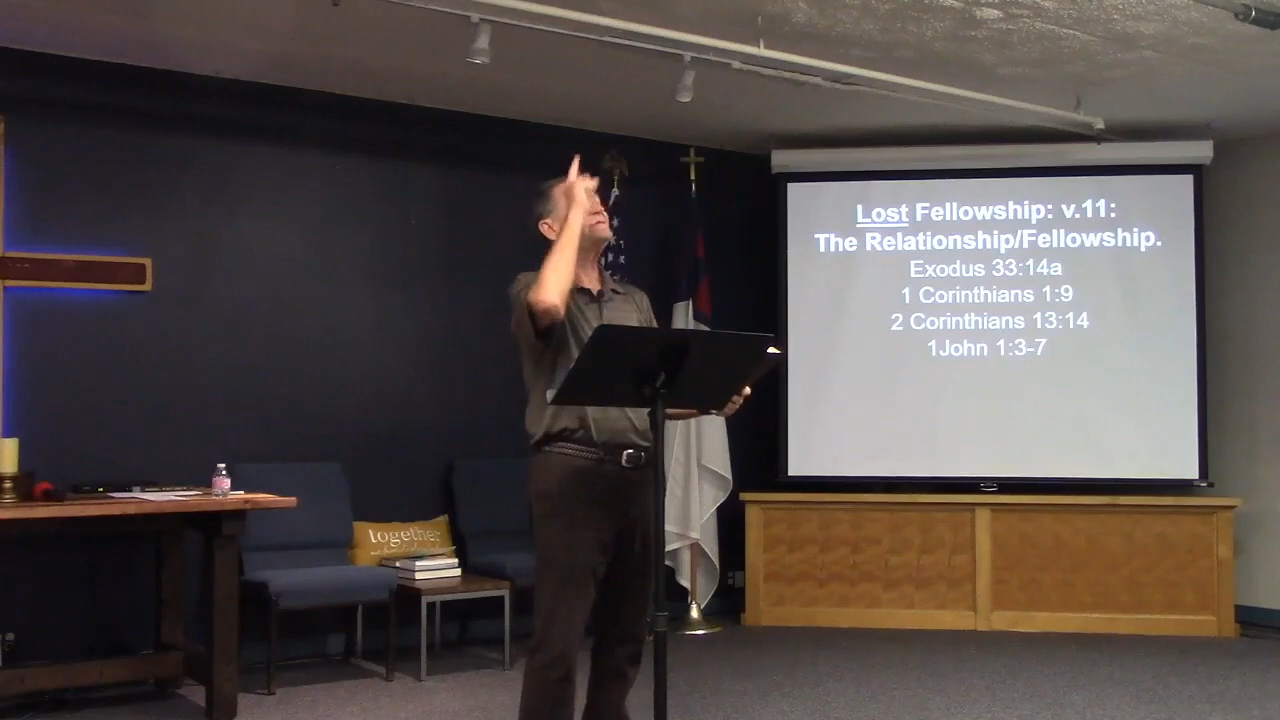 Lost Fellowship: v.11:
The Relationship/Fellowship.
Exodus 33:14a
1 Corinthians 1:9
2 Corinthians 13:14
1John 1:3-7
together